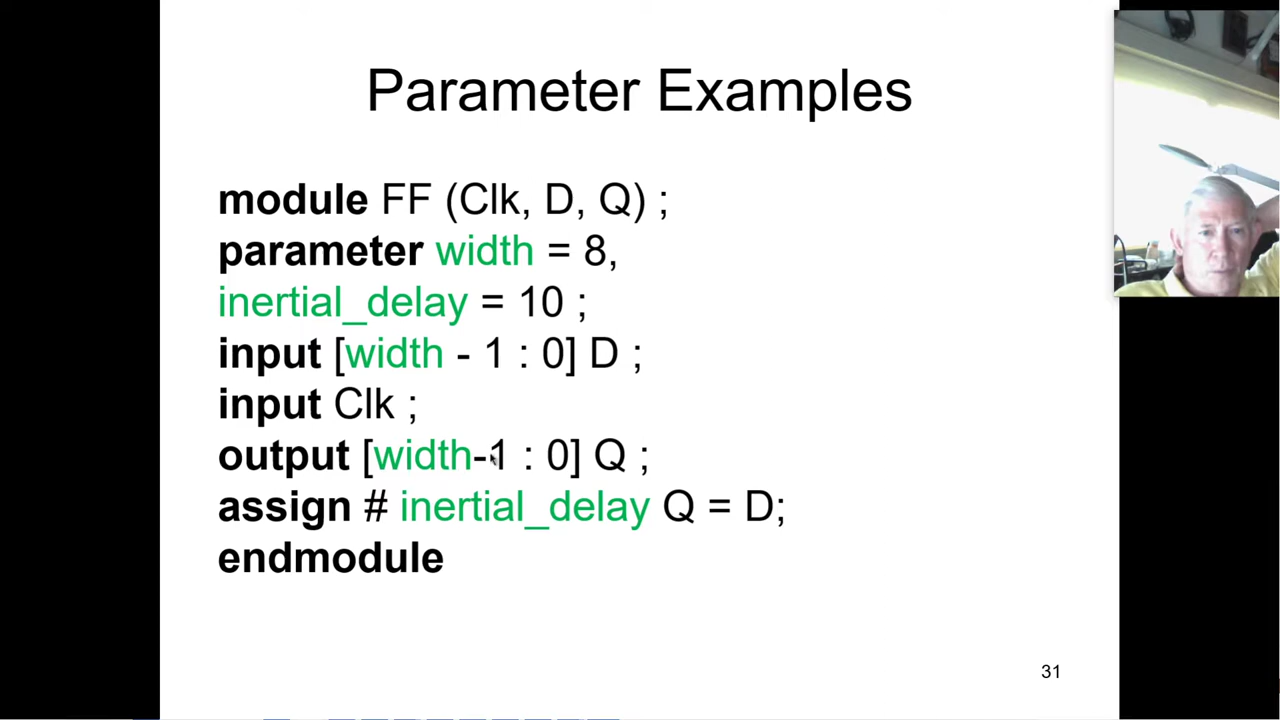 Parameter Examples
module FF (Clk, D, Q) ;
parameter width = 8,
inertial_delay = 10 ;
input [width - 1 : 0] D ;
input Clk ;
output [width-1 : 0] Q ;
assign # inertial_delay Q = D;
endmodule
31